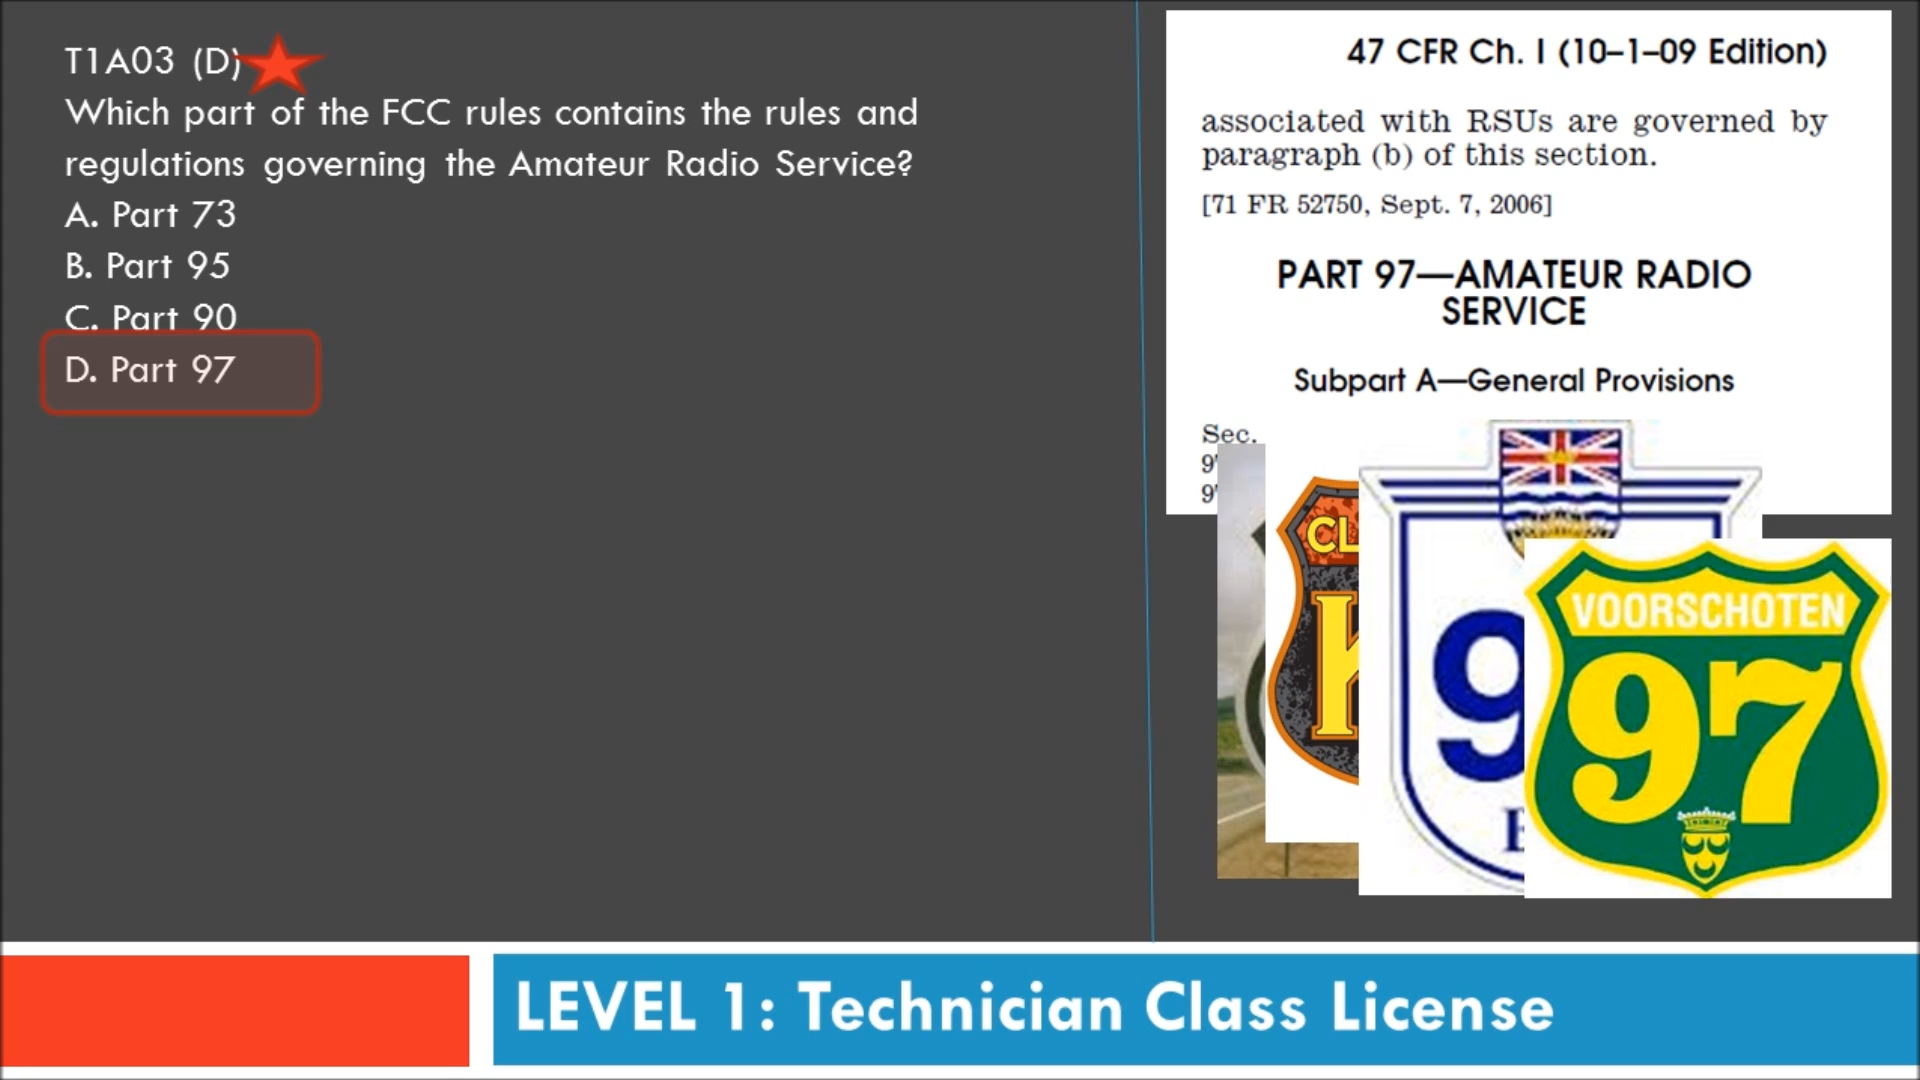 T1A03 (D)
Which part of the FCC rules contains the rules and
regulations governing the Amateur Radio Service?
A. Part 73
B. Part 95
C. Part 90
D. Part 97
47 CFR Ch. I (10–1–09 Edition)
associated with RSUs are governed by
paragraph (b) of this section.
[71 FR 52750, Sept. 7, 2006]
PART 97—AMATEUR RADIO
SERVICE
Subpart A—General Provisions
Sec.
VOORSCHOTEN
97
LEVEL 1: Technician Class License